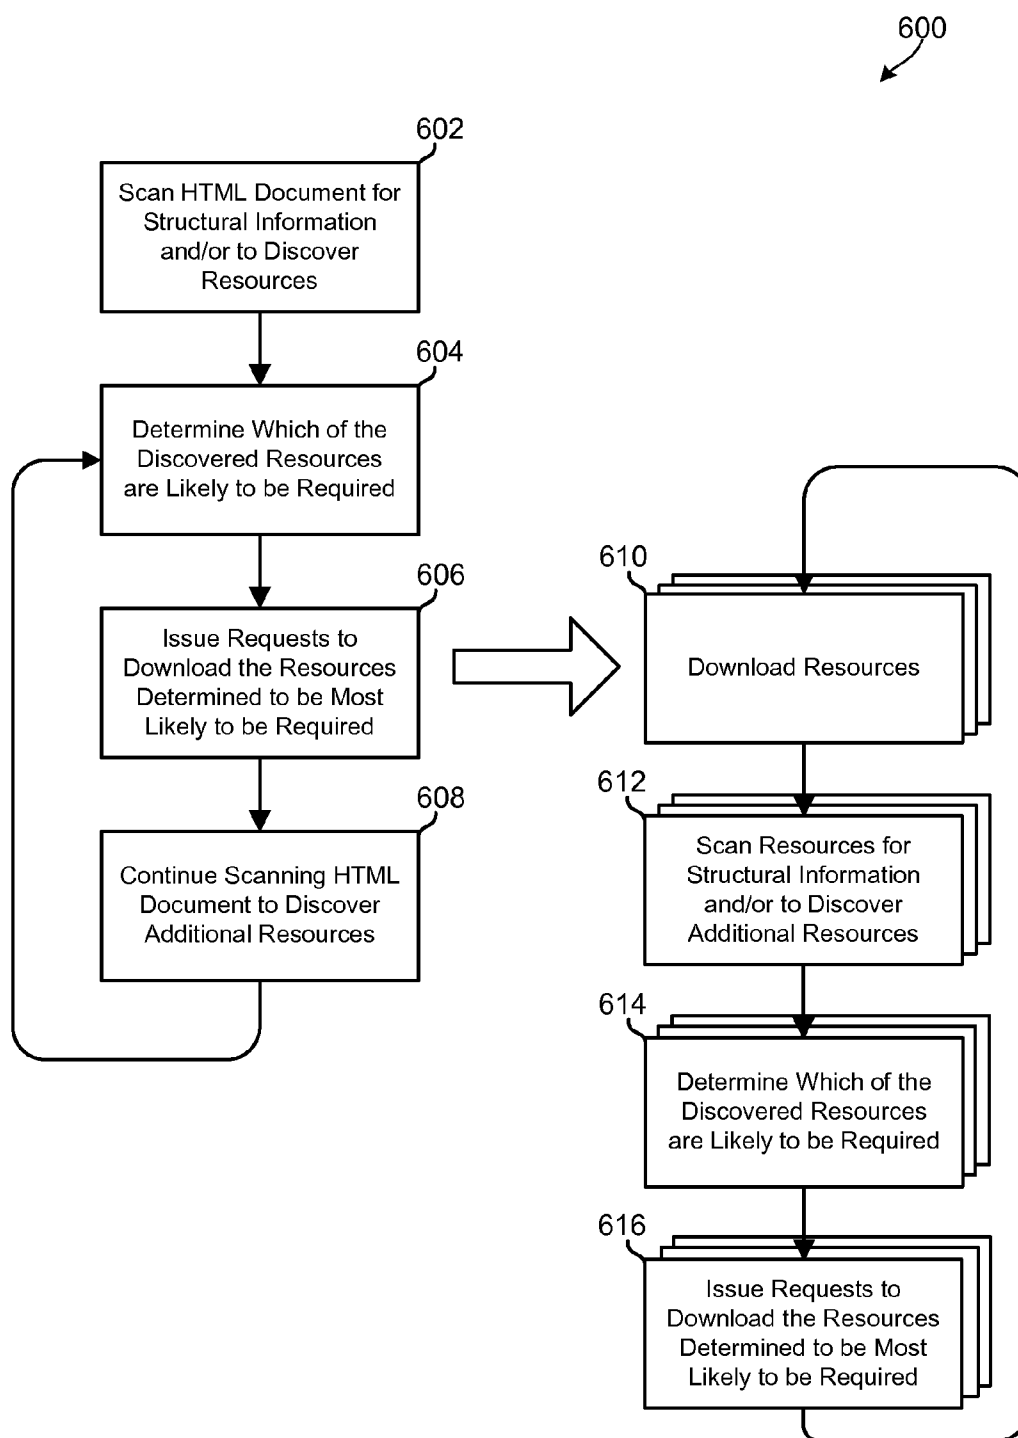 600
602
Scan HTML Document for
Structural Information
and/or to Discover
Resources
604
Determine Which of the
Discovered Resources
are Likely to be Required
606
Issue Requests to
Download the Resources
Determined to be Most
Likely to be Required
608
Continue Scanning HTML
Document to Discover
Additional Resources
610
Download Resources
612
Scan Resources for
Structural Information
and/or to Discover
Additional Resources
614
Determine Which of the
Discovered Resources
are Likely to be Required
616
Issue Requests to
Download the Resources
Determined to be Most
Likely to be Required